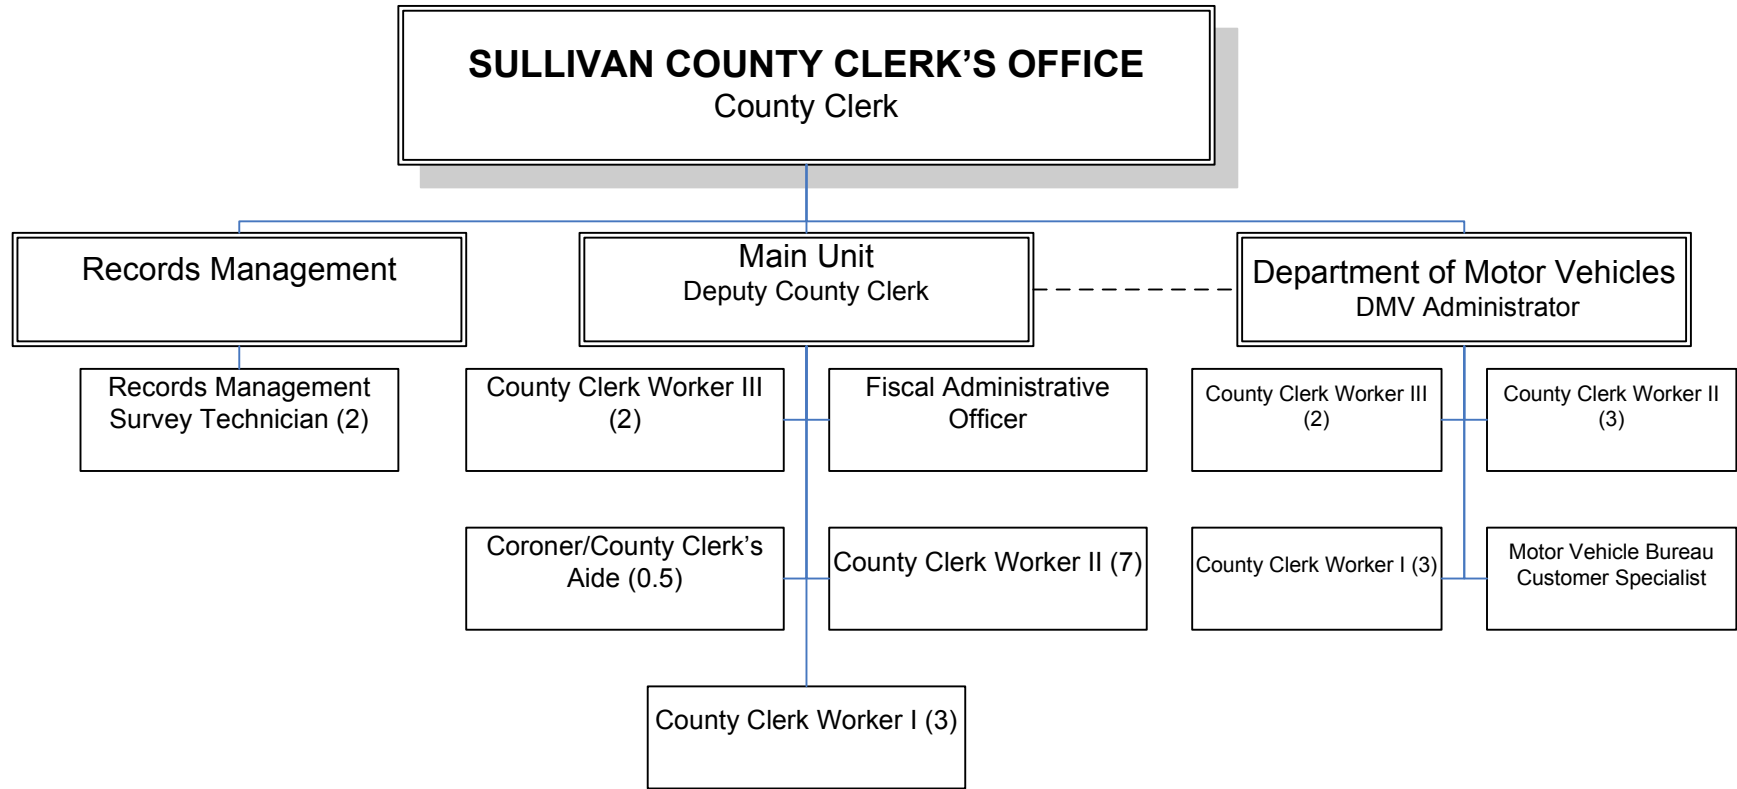 SULLIVAN COUNTY CLERK’S OFFICE
County Clerk
Records Management
Main Unit
Deputy County Clerk
Department of Motor Vehicles
DMV Administrator
Records Management
Survey Technician (2)
County Clerk Worker III
(2)
Fiscal Administrative
Officer
County Clerk Worker III
(2)
County Clerk Worker II
(3)
Coroner/County Clerk’s
Aide (0.5)
County Clerk Worker II (7)
County Clerk Worker I (3)
Motor Vehicle Bureau
Customer Specialist
County Clerk Worker I (3)